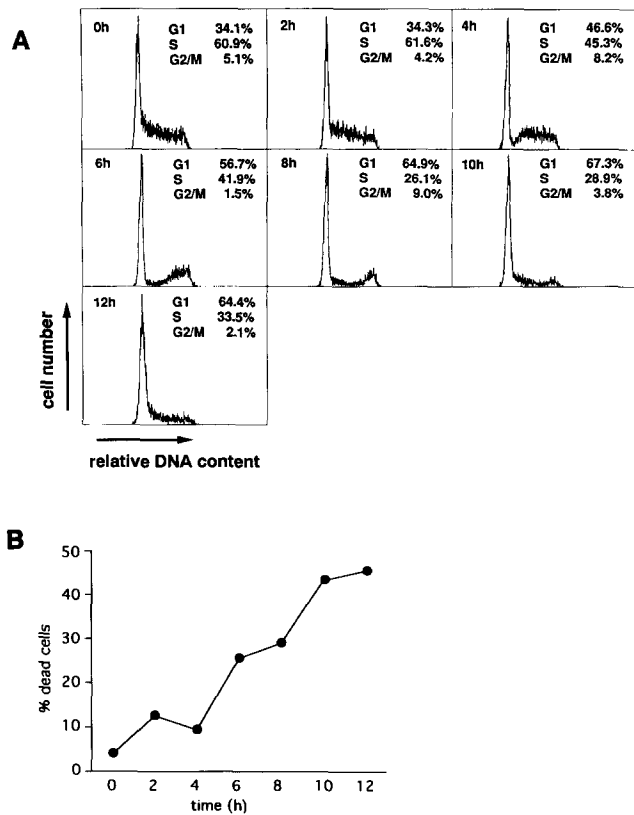 A
0h G1 34.1%
S 60.9%
G2/M 5.1%
2h G1 34.3%
S 61.6%
G2/M 4.2%
4h G1 46.6%
S 45.3%
G2/M 8.2%
6h G1 56.7%
S 41.9%
G2/M 1.5%
8h G1 64.9%
S 26.1%
G2/M 9.0%
10h G1 67.3%
S 28.9%
G2/M 3.8%
12h G1 64.4%
S 33.5%
G2/M 2.1%
cell number
relative DNA content
B
% dead cells
50
40
30
20
10
0
0 2 4 6 8 10 12
time (h)